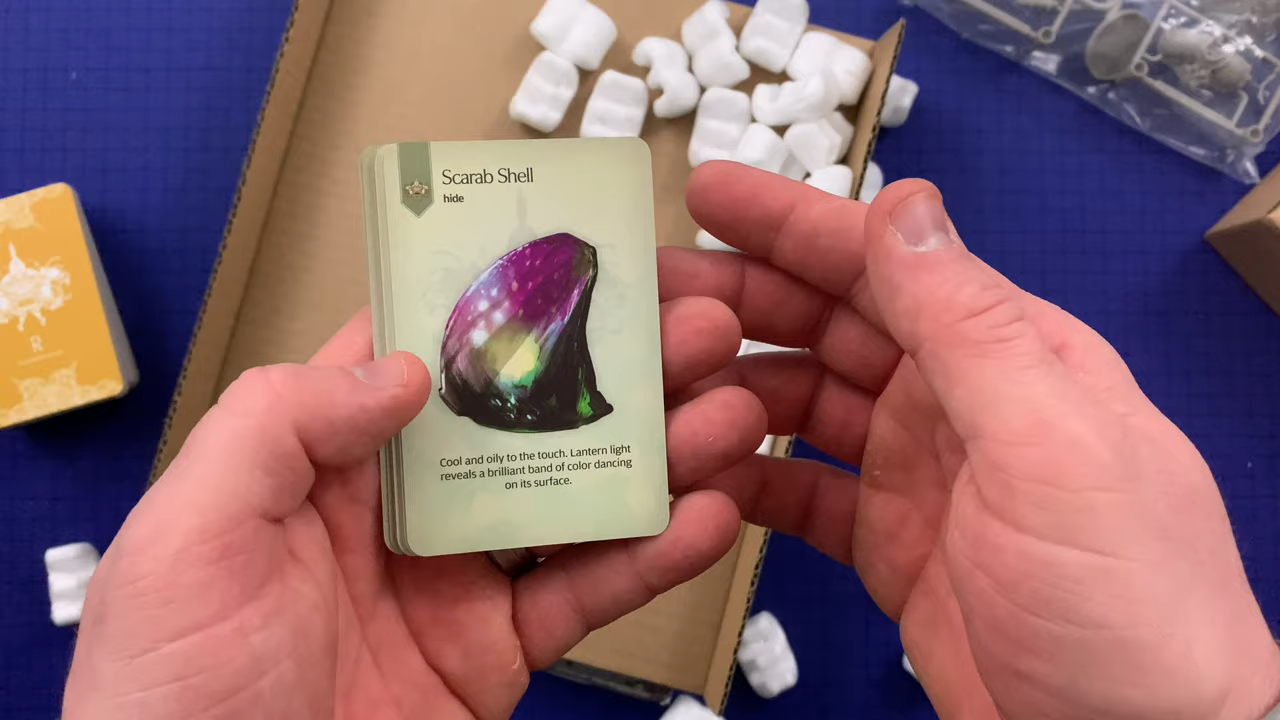 Scarab Shell
hide
Cool and oily to the touch. Lantern light
reveals a brilliant band of color dancing
on its surface.
R